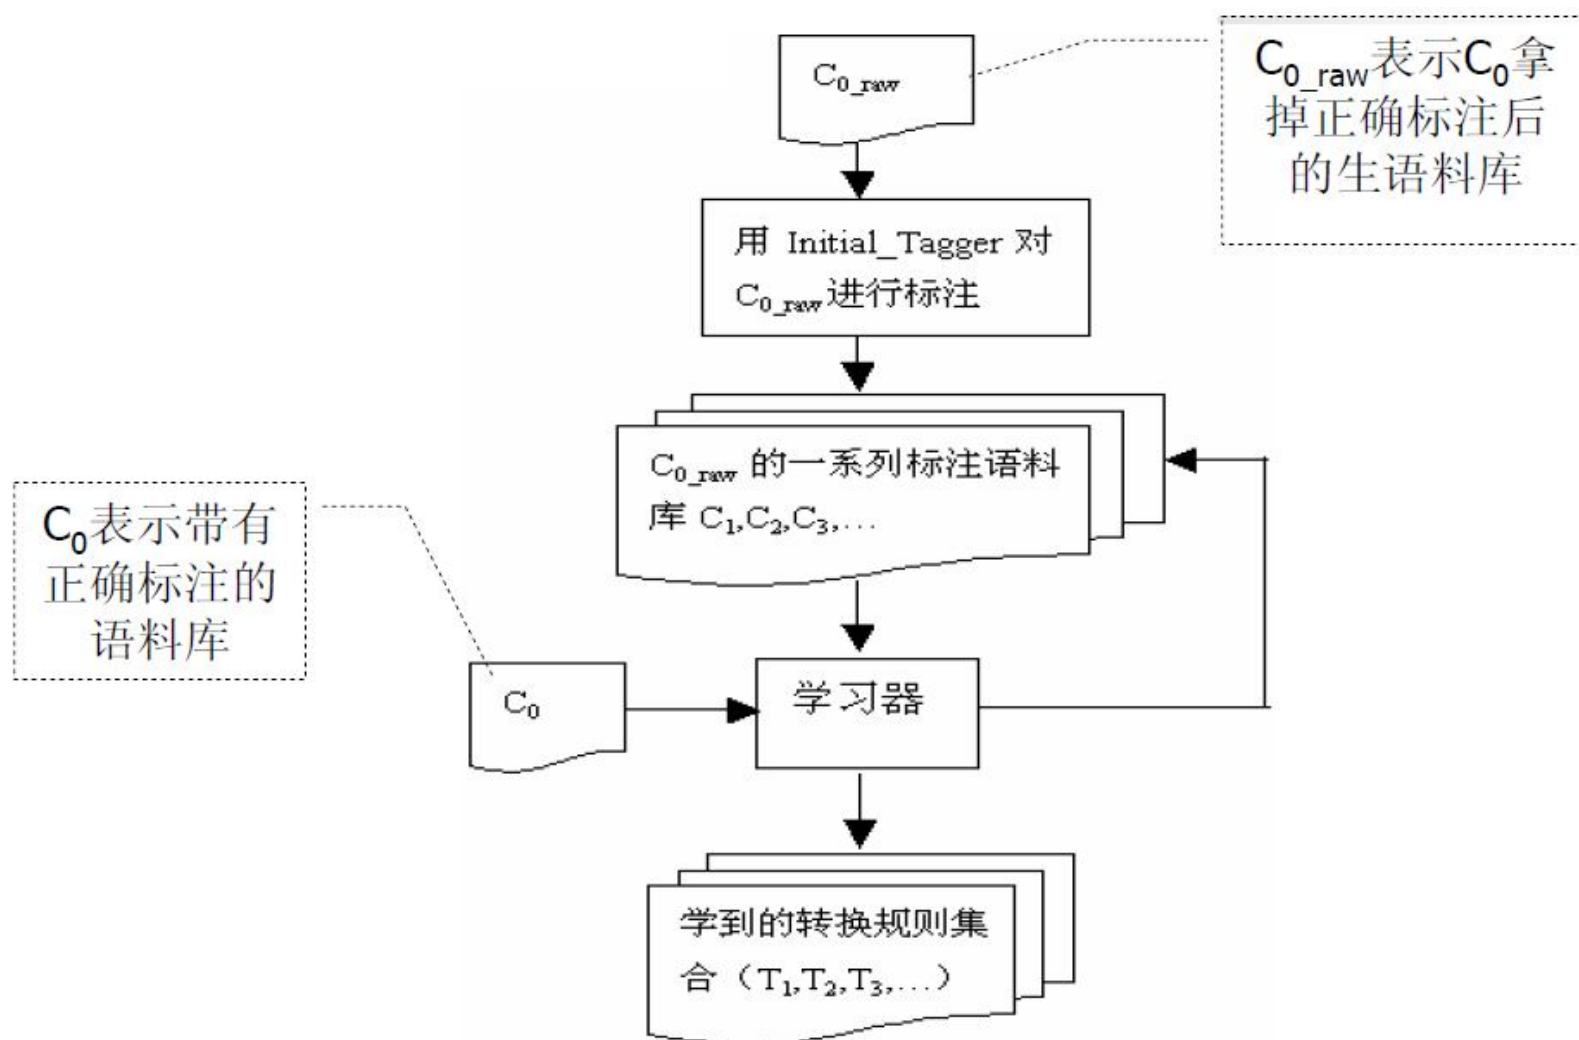 C0_raw
C0_raw表示C0拿
掉正确标注后
的生语料库
用 Initial_Tagger 对
C0_raw进行标注
C0_raw 的一系列标注语料
库 C1,C2,C3,...
C0表示带有
正确标注的
语料库
C0
学习器
学到的转换规则集
合（T1,T2,T3,...）